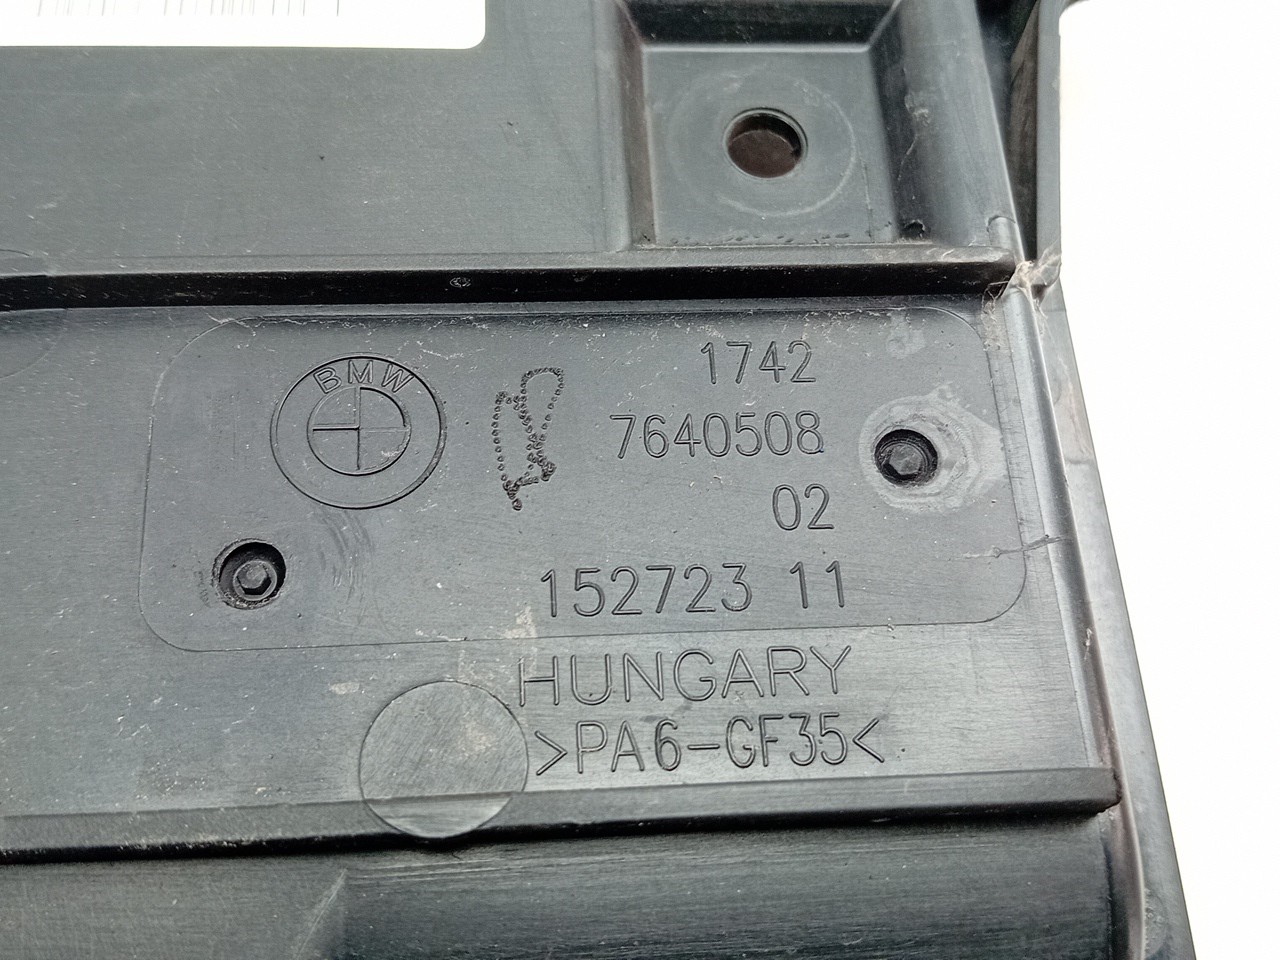 BMW
1742
7640508
02
152723 11
HUNGARY
>PA6-GF35<